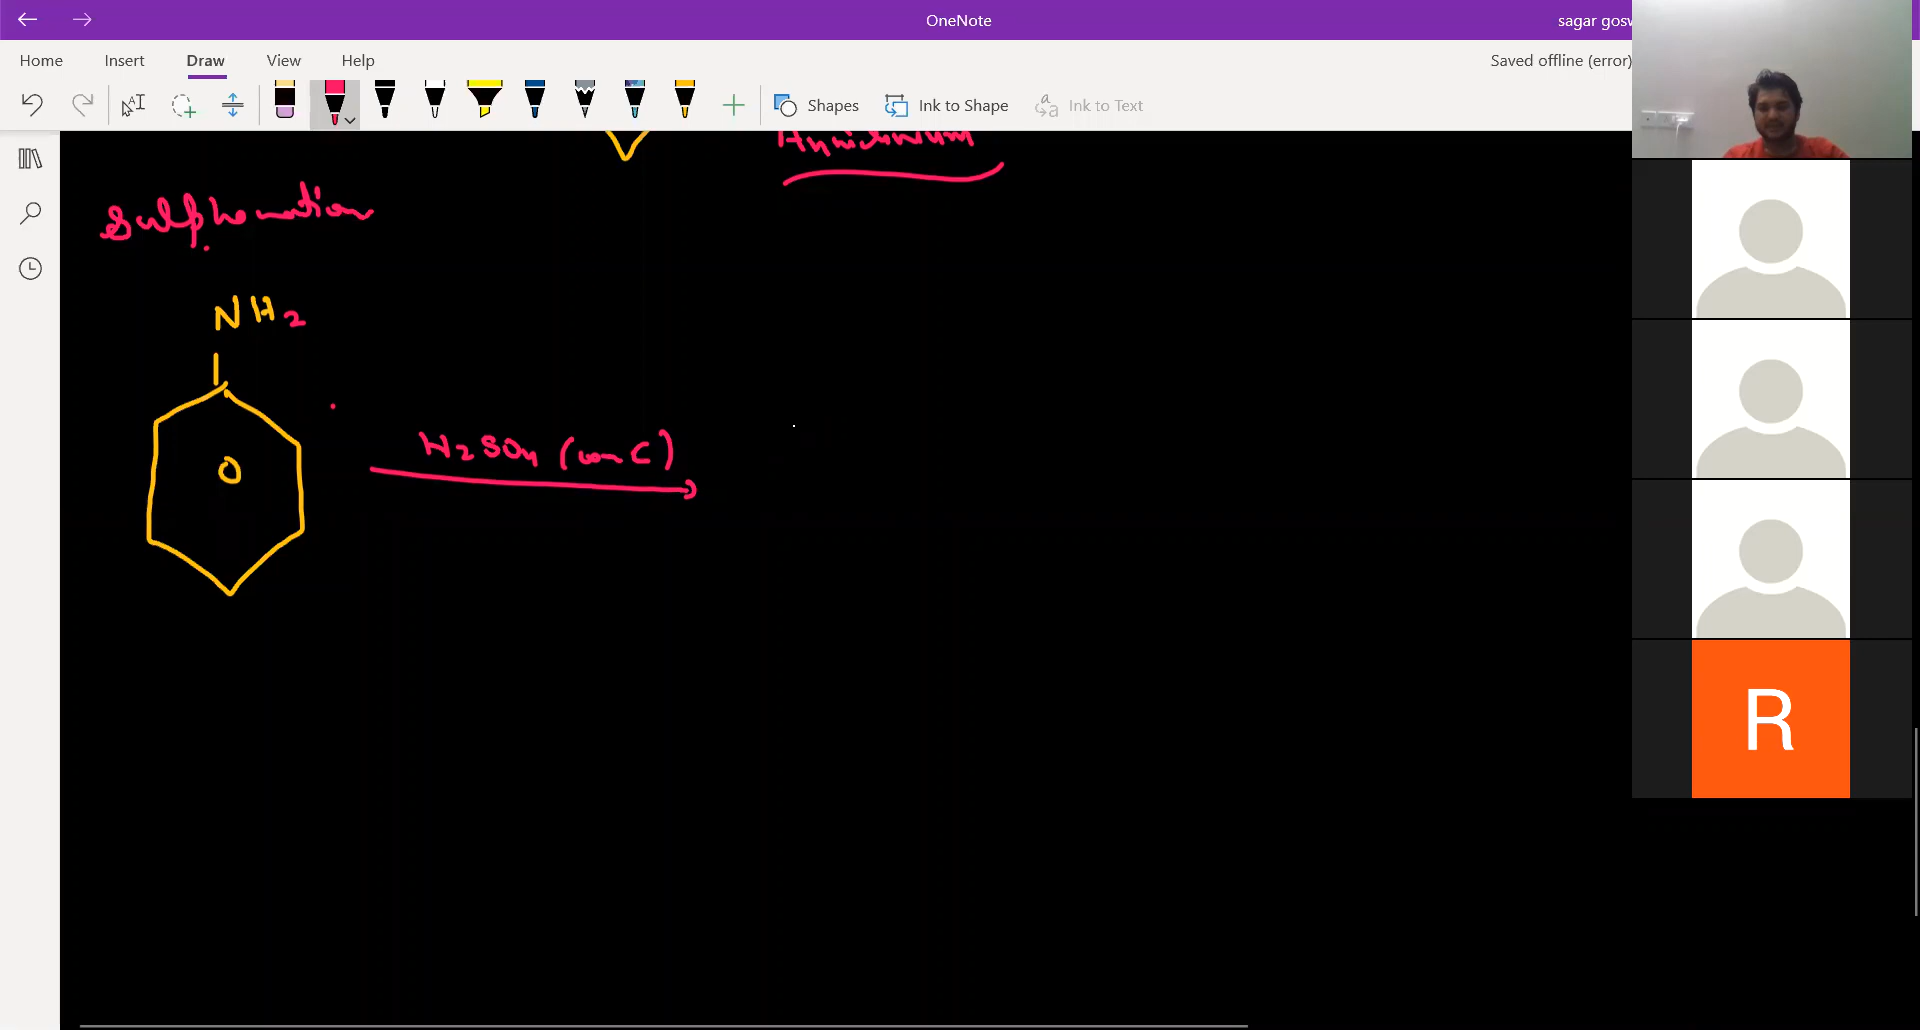 OneNote
sagar gosw
Home Insert Draw View Help
Saved offline (error)
Shapes Ink to Shape Ink to Text
Sulphonation
NH2
H2SO4 (conc)
R